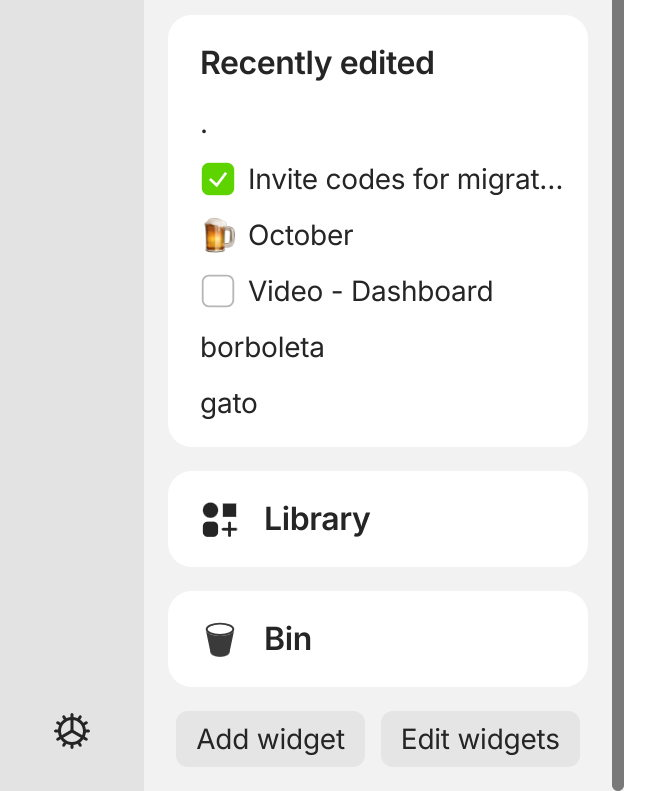 Recently edited
.
Invite codes for migrat...
October
Video - Dashboard
borboleta
gato
Library
Bin
Add widget
Edit widgets